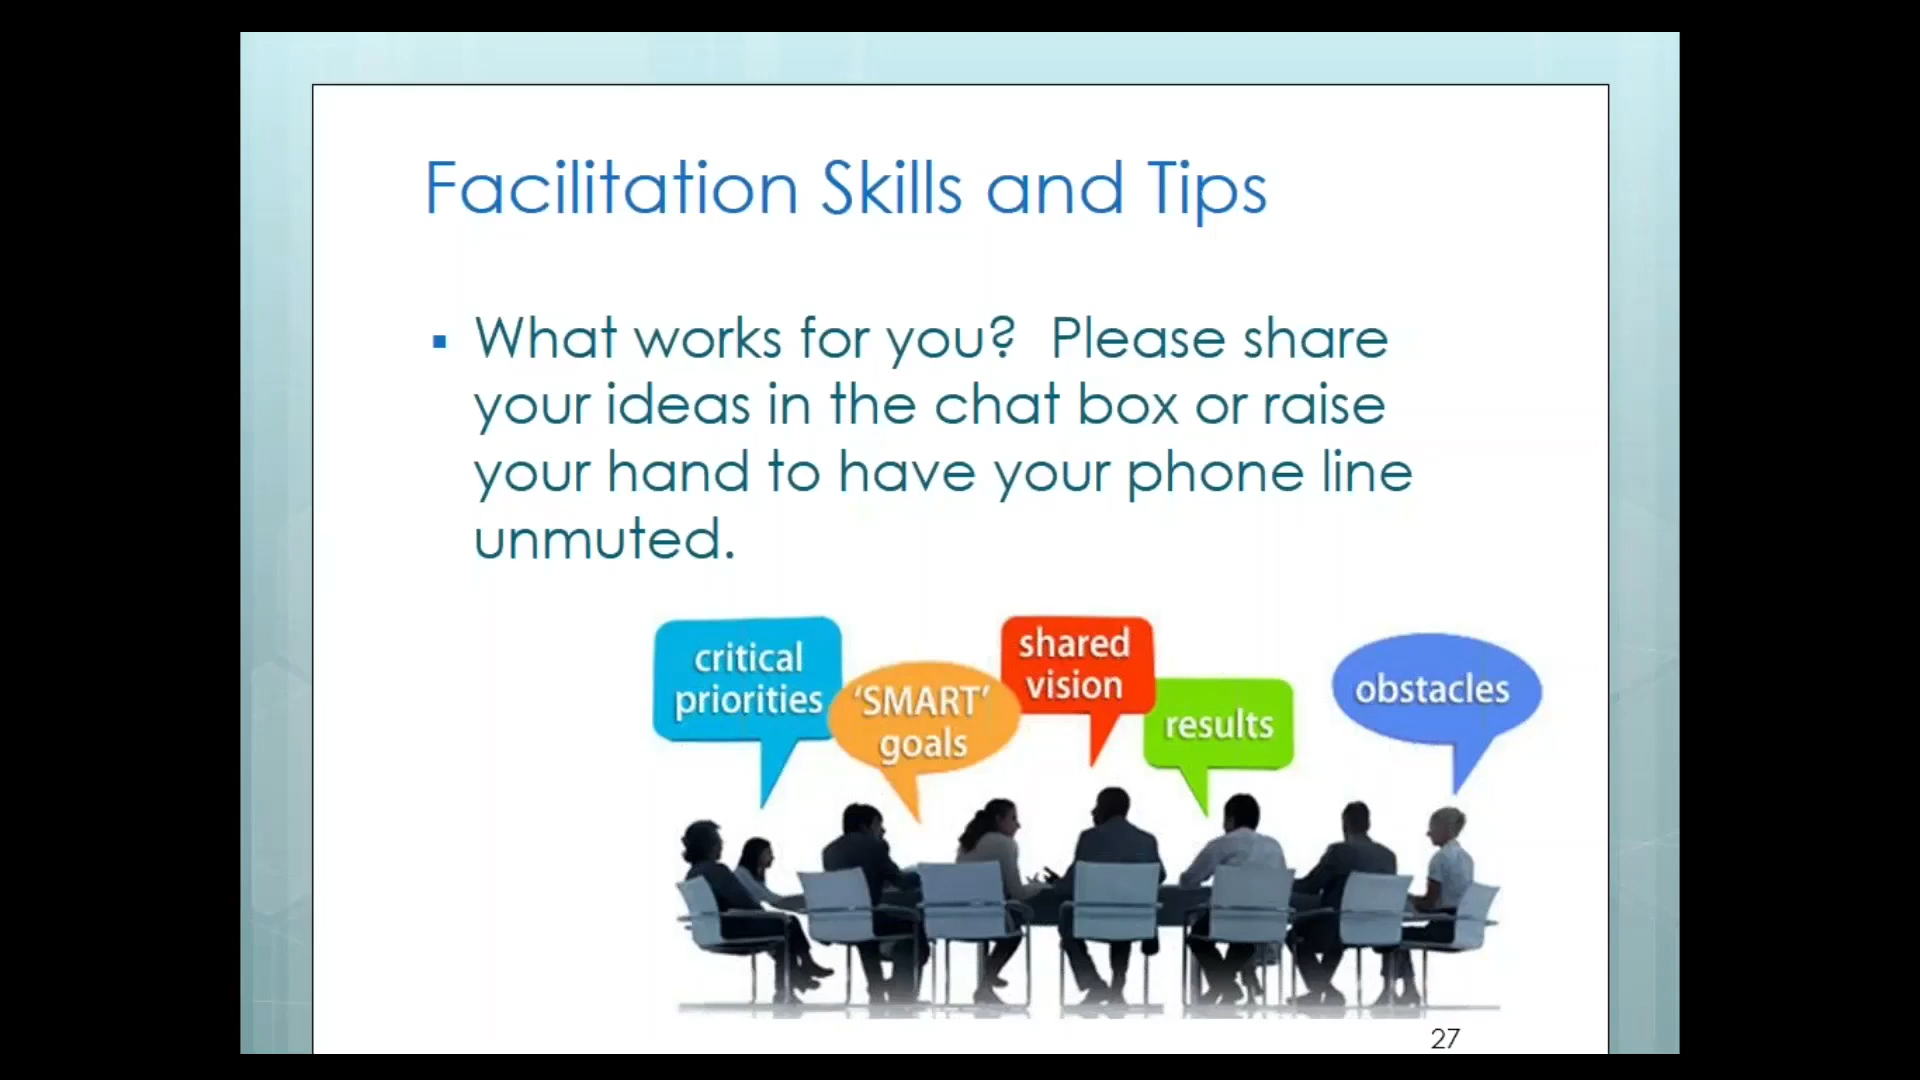 Facilitation Skills and Tips
▪ What works for you?  Please share
your ideas in the chat box or raise
your hand to have your phone line
unmuted.
critical
priorities
‘SMART’
goals
shared
vision
results
obstacles
27